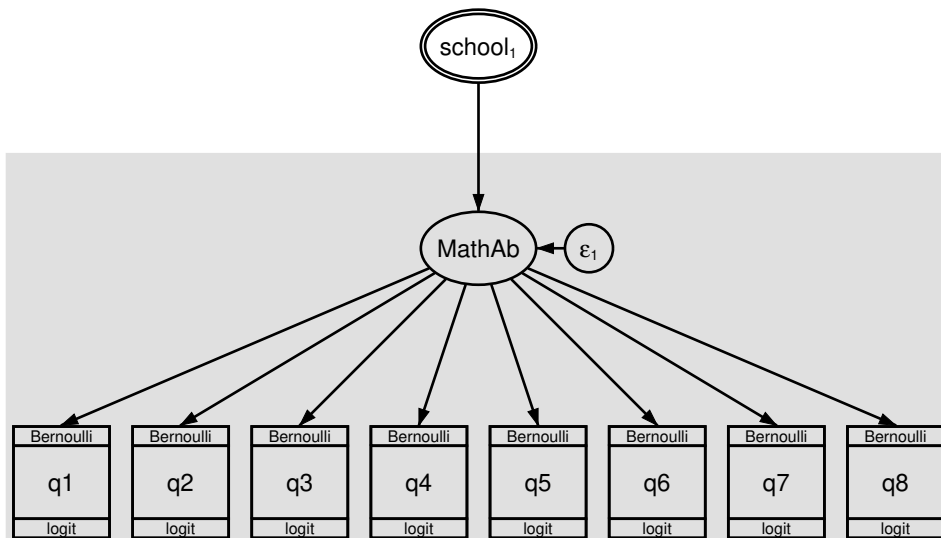 school₁
MathAb
ε₁
Bernoulli Bernoulli Bernoulli Bernoulli Bernoulli Bernoulli Bernoulli Bernoulli
q1 q2 q3 q4 q5 q6 q7 q8
logit logit logit logit logit logit logit logit